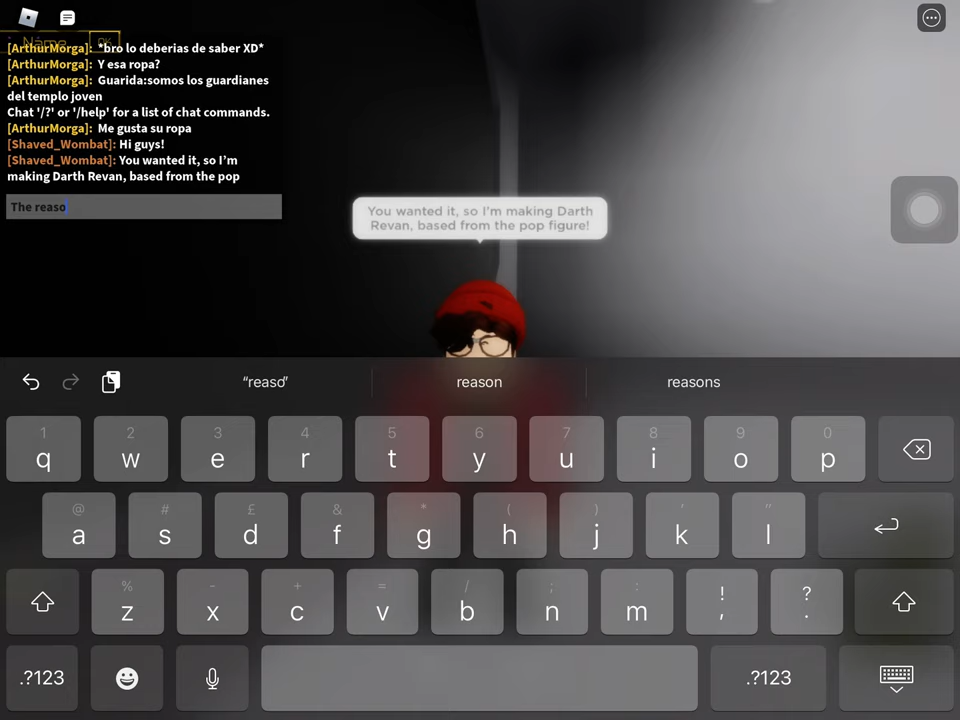 Name OK
[ArthurMorga]: *bro lo deberias de saber XD*
[ArthurMorga]: Y esa ropa?
[ArthurMorga]: Guarida:somos los guardianes
del templo joven
Chat '/?' or '/help' for a list of chat commands.
[ArthurMorga]: Me gusta su ropa
[Shaved_Wombat]: Hi guys!
[Shaved_Wombat]: You wanted it, so I'm
making Darth Revan, based from the pop
The reaso
You wanted it, so I'm making Darth
Revan, based from the pop figure!
“reaso” reason reasons
1 2 3 4 5 6 7 8 9 0
q w e r t y u i o p
@ # £ & * ( ) ' "
a s d f g h j k l
% - + = / ; : ! ?
z x c v b n m , .
.?123 .?123